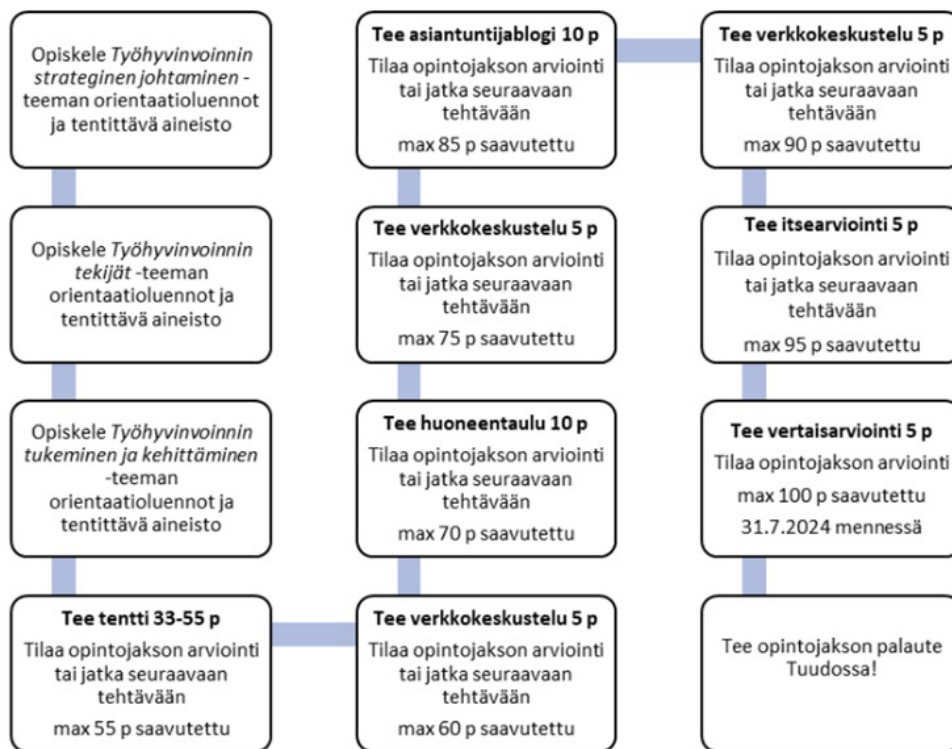 Opiskele Työhyvinvoinnin
strateginen johtaminen -
teeman orientaatioluennot
ja tentittävä aineisto
Opiskele Työhyvinvoinnin
tekijät -teeman
orientaatioluennot ja
tentittävä aineisto
Opiskele Työhyvinvoinnin
tukeminen ja kehittäminen
-teeman
orientaatioluennot ja
tentittävä aineisto
Tee tentti 33-55 p
Tilaa opintojakson arviointi
tai jatka seuraavaan
tehtävään
max 55 p saavutettu
Tee verkkokeskustelu 5 p
Tilaa opintojakson arviointi
tai jatka seuraavaan
tehtävään
max 60 p saavutettu
Tee huoneentaulu 10 p
Tilaa opintojakson arviointi
tai jatka seuraavaan
tehtävään
max 70 p saavutettu
Tee verkkokeskustelu 5 p
Tilaa opintojakson arviointi
tai jatka seuraavaan
tehtävään
max 75 p saavutettu
Tee asiantuntijablogi 10 p
Tilaa opintojakson arviointi
tai jatka seuraavaan
tehtävään
max 85 p saavutettu
Tee verkkokeskustelu 5 p
Tilaa opintojakson arviointi
tai jatka seuraavaan
tehtävään
max 90 p saavutettu
Tee itsearviointi 5 p
Tilaa opintojakson arviointi
tai jatka seuraavaan
tehtävään
max 95 p saavutettu
Tee vertaisarviointi 5 p
Tilaa opintojakson arviointi
max 100 p saavutettu
31.7.2024 mennessä
Tee opintojakson palaute
Tuudossa!